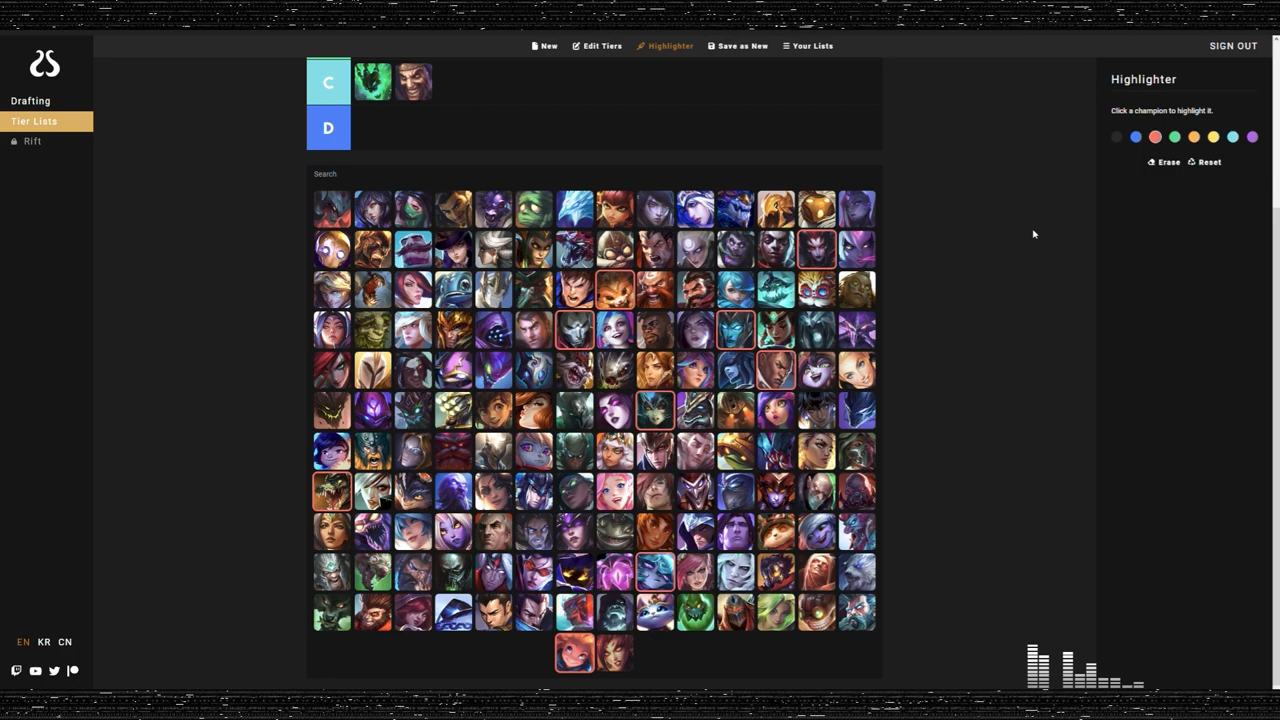 New
Edit Tiers
Highlighter
Save as New
Your Lists
SIGN OUT
Drafting
Tier Lists
Rift
C
D
Highlighter
Click a champion to highlight it.
Erase
Reset
Search
EN KR CN